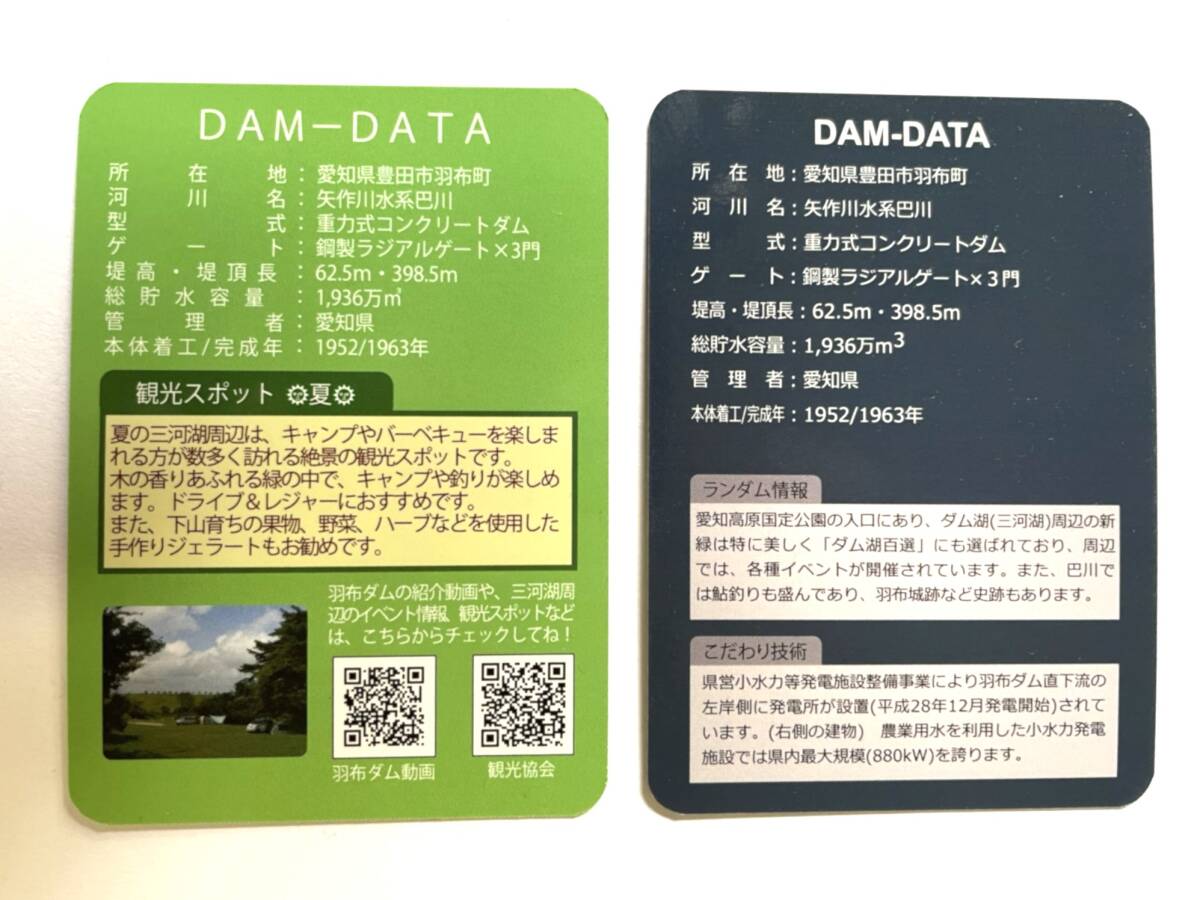 DAM－DATA
所在地：愛知県豊田市羽布町
河川名：矢作川水系巴川
型式：重力式コンクリートダム
ゲート：鋼製ラジアルゲート×3門
堤高・堤頂長：62.5m・398.5m
総貯水容量：1,936万㎥
管理者：愛知県
本体着工/完成年：1952/1963年
観光スポット 夏
夏の三河湖周辺は、キャンプやバーベキューを楽しま
れる方が数多く訪れる絶景の観光スポットです。
木の香りあふれる緑の中で、キャンプや釣りが楽しめ
ます。ドライブ＆レジャーにおすすめです。
また、下山育ちの果物、野菜、ハーブなどを使用した
手作りジェラートもお勧めです。
羽布ダムの紹介動画や、三河湖周
辺のイベント情報、観光スポットなど
は、こちらからチェックしてね！
羽布ダム動画
観光協会
DAM-DATA
所在地：愛知県豊田市羽布町
河川名：矢作川水系巴川
型式：重力式コンクリートダム
ゲート：鋼製ラジアルゲート×３門
堤高・堤頂長：62.5m・398.5m
総貯水容量：1,936万m3
管理者：愛知県
本体着工/完成年：1952/1963年
ランダム情報
愛知高原国定公園の入口にあり、ダム湖(三河湖)周辺の新
緑は特に美しく「ダム湖百選」にも選ばれており、周辺
では、各種イベントが開催されています。また、巴川で
は鮎釣りも盛んであり、羽布城跡など史跡もあります。
こだわり技術
県営小水力等発電施設整備事業により羽布ダム直下流の
左岸側に発電所が設置(平成28年12月発電開始)されて
います。(右側の建物)　農業用水を利用した小水力発電
施設では県内最大規模(880kW)を誇ります。